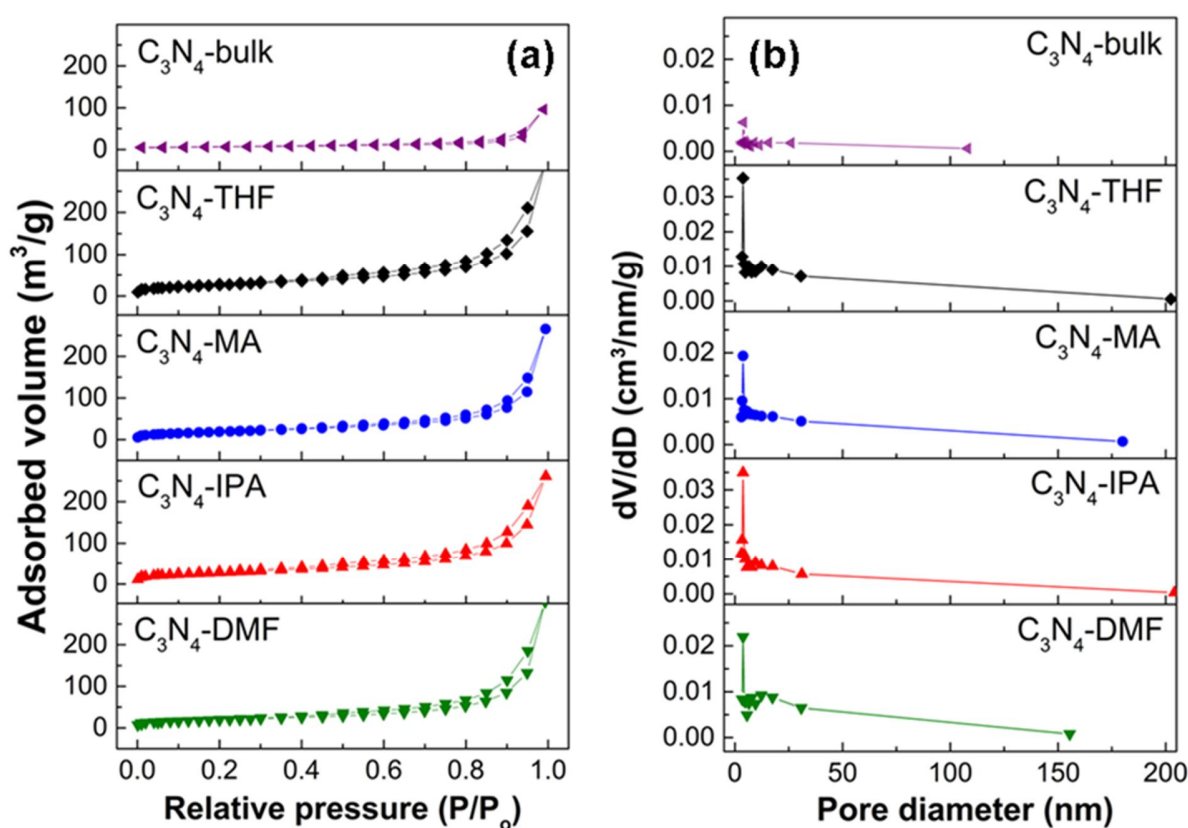 Adsorbed volume (m³/g)
(a)
C₃N₄-bulk
200
100
0
C₃N₄-THF
200
100
0
C₃N₄-MA
200
100
0
C₃N₄-IPA
200
100
0
C₃N₄-DMF
200
100
0
0.0 0.2 0.4 0.6 0.8 1.0
Relative pressure (P/Pₒ)
dV/dD (cm³/nm/g)
(b)
C₃N₄-bulk
0.02
0.01
0.00
C₃N₄-THF
0.03
0.02
0.01
0.00
C₃N₄-MA
0.02
0.01
0.00
C₃N₄-IPA
0.03
0.02
0.01
0.00
C₃N₄-DMF
0.02
0.01
0.00
0 50 100 150 200
Pore diameter (nm)